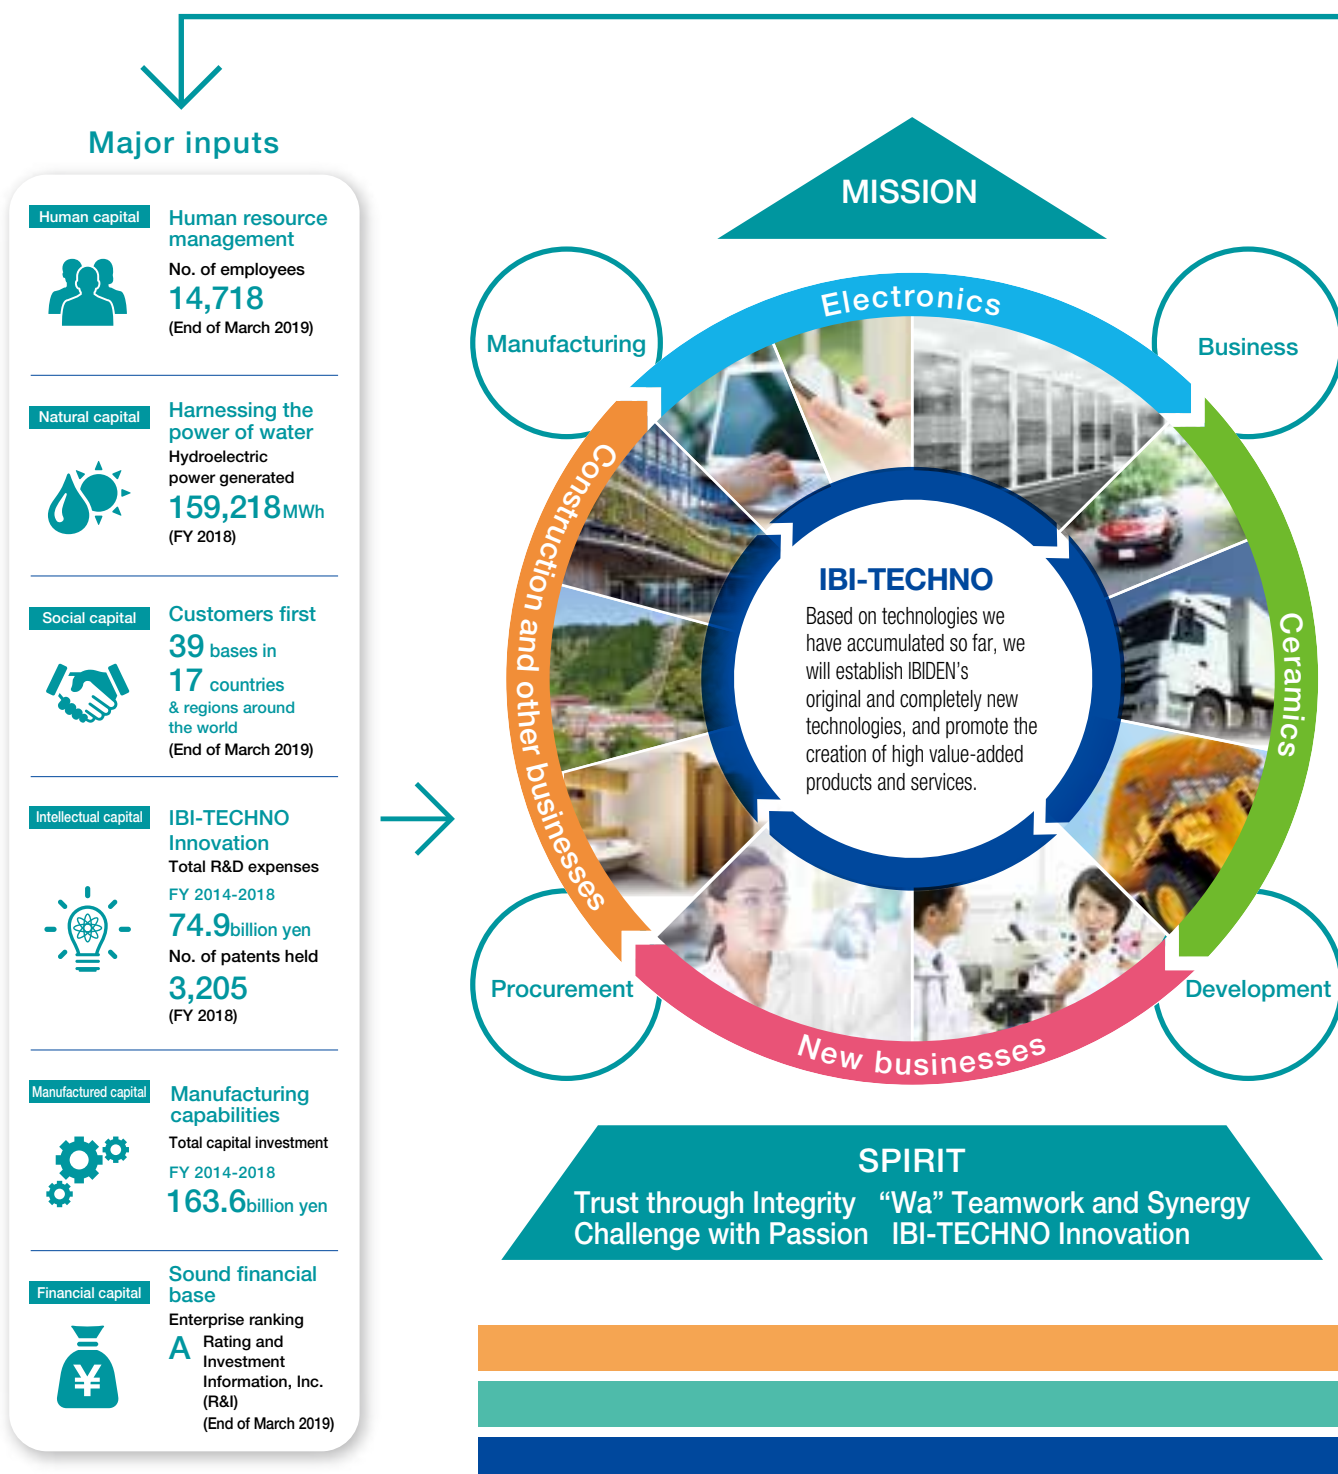 Major inputs
Human capital
Human resource
management
No. of employees
14,718
(End of March 2019)
Natural capital
Harnessing the
power of water
Hydroelectric
power generated
159,218 MWh
(FY 2018)
Social capital
Customers first
39 bases in
17 countries
& regions around
the world
(End of March 2019)
Intellectual capital
IBI-TECHNO
Innovation
Total R&D expenses
FY 2014-2018
74.9 billion yen
No. of patents held
3,205
(FY 2018)
Manufactured capital
Manufacturing
capabilities
Total capital investment
FY 2014-2018
163.6 billion yen
Financial capital
Sound financial
base
Enterprise ranking
A Rating and
Investment
Information, Inc.
(R&I)
(End of March 2019)
¥
MISSION
Manufacturing
Electronics
Business
Construction and other businesses
IBI-TECHNO
Based on technologies we
have accumulated so far, we
will establish IBIDEN's
original and completely new
technologies, and promote the
creation of high value-added
products and services.
Ceramics
Procurement
New businesses
Development
SPIRIT
Trust through Integrity “Wa” Teamwork and Synergy
Challenge with Passion IBI-TECHNO Innovation